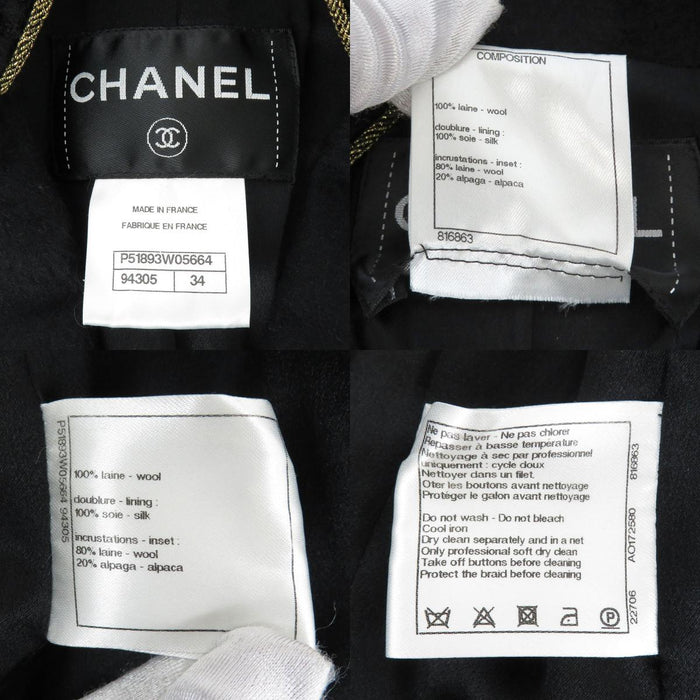 CHANEL
MADE IN FRANCE
FABRIQUE EN FRANCE
P51893W05664
94305 34
COMPOSITION
100% laine - wool
doublure - lining :
100% soie - silk
incrustations - inset :
80% laine - wool
20% alpaga - alpaca
816863
C L
P51893W05664 94305
100% laine - wool
doublure - lining :
100% soie - silk
incrustations - inset :
80% laine - wool
20% alpaga - alpaca
Ne pas laver - Ne pas chlorer
Repasser à basse température
Nettoyage à sec par professionnel
uniquement : cycle doux
Nettoyer dans un filet.
Oter les boutons avant nettoyage
Protéger le galon avant nettoyage
Do not wash - Do not bleach
Cool iron
Dry clean separately and in a net
Only professional soft dry clean
Take off buttons before cleaning
Protect the braid before cleaning
P
22706 AO172580 816863